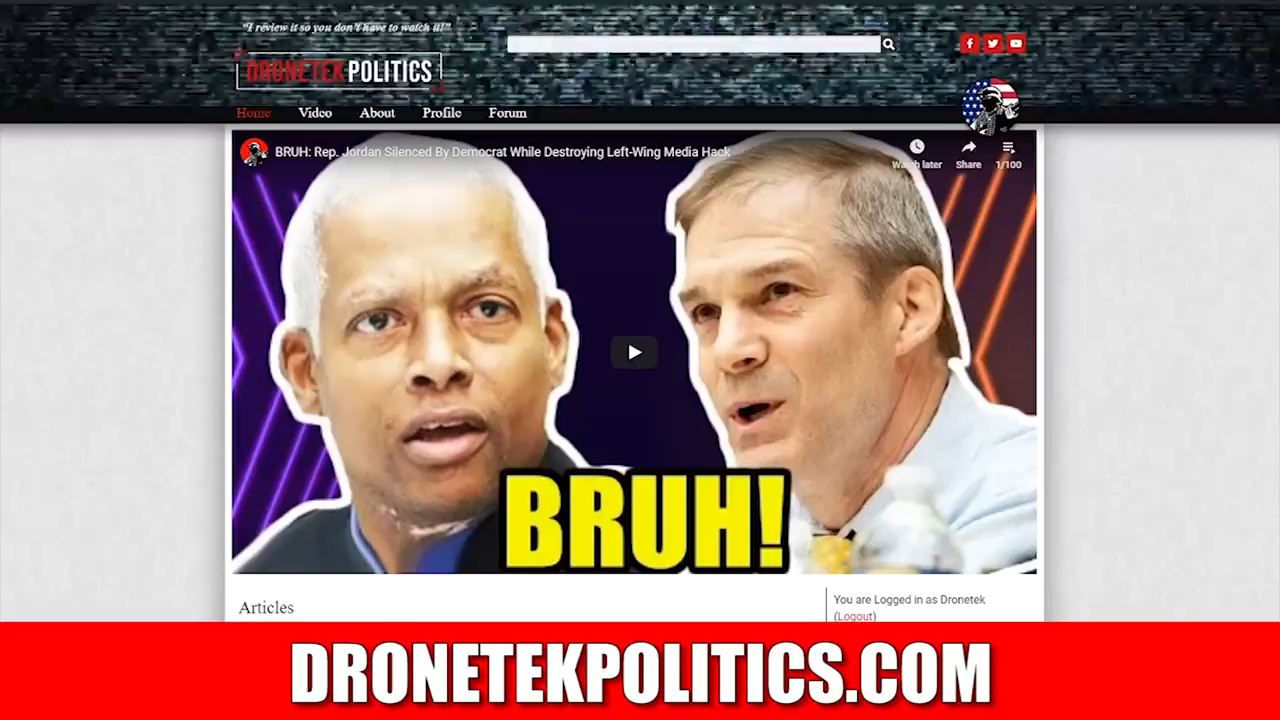 "I review it so you don't have to watch it!"
DRONETEKPOLITICS
Home Video About Profile Forum
BRUH: Rep. Jordan Silenced By Democrat While Destroying Left-Wing Media Hack
Watch later Share 1/100
BRUH!
Articles
You are Logged in as Dronetek
(Logout)
DRONETEKPOLITICS.COM